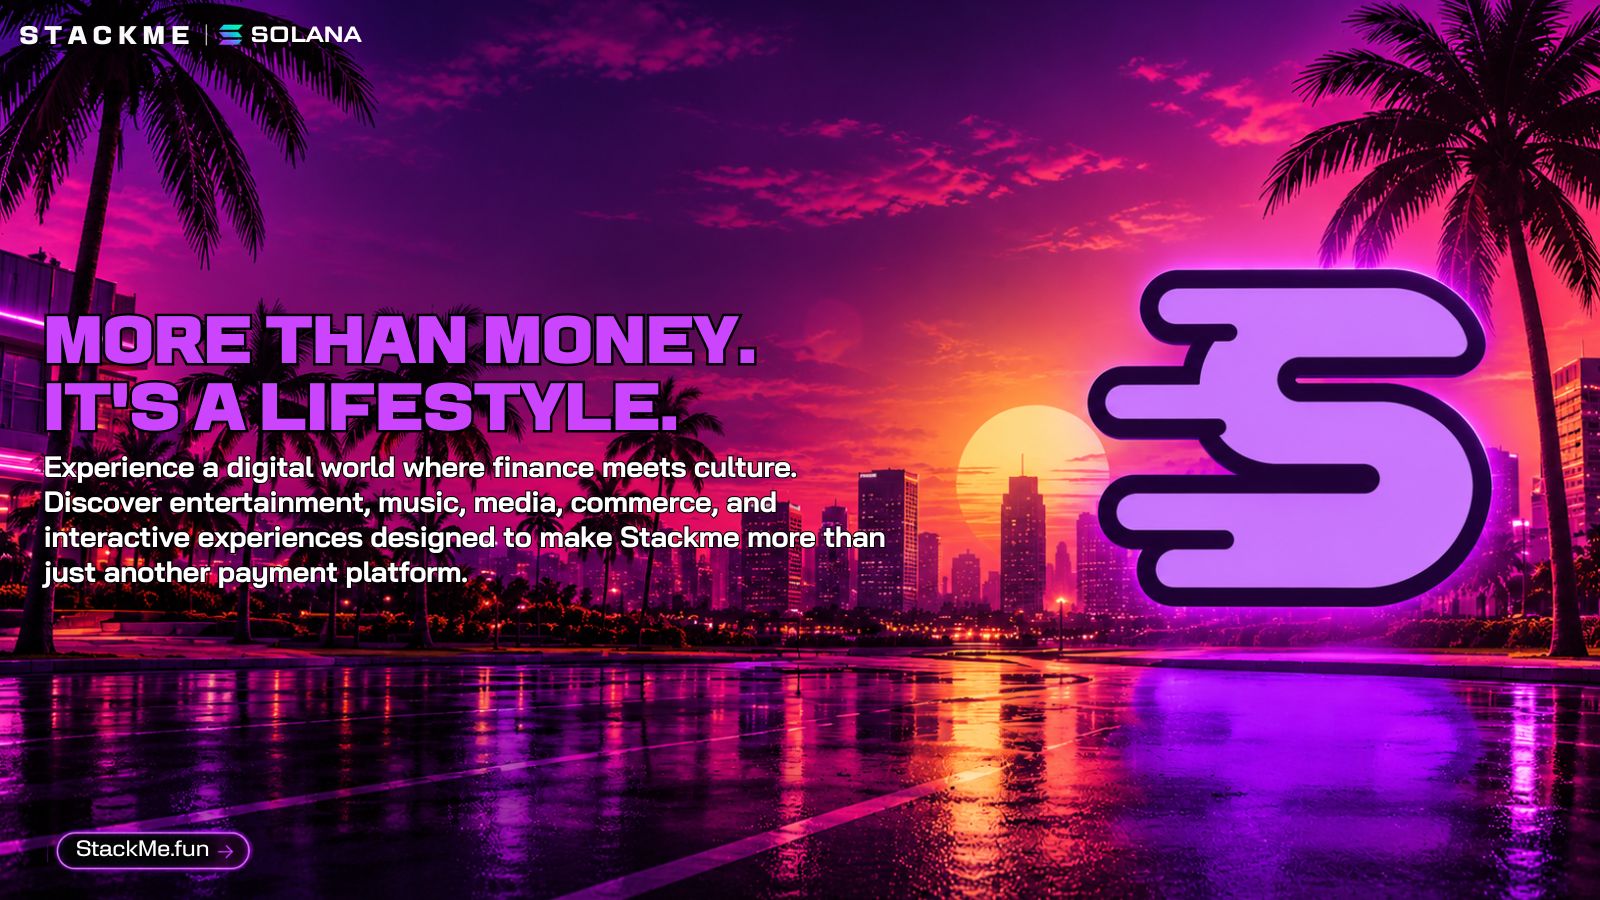 STACKME | SOLANA
MORE THAN MONEY.
IT'S A LIFESTYLE.
Experience a digital world where finance meets culture.
Discover entertainment, music, media, commerce, and
interactive experiences designed to make Stackme more than
just another payment platform.
StackMe.fun →